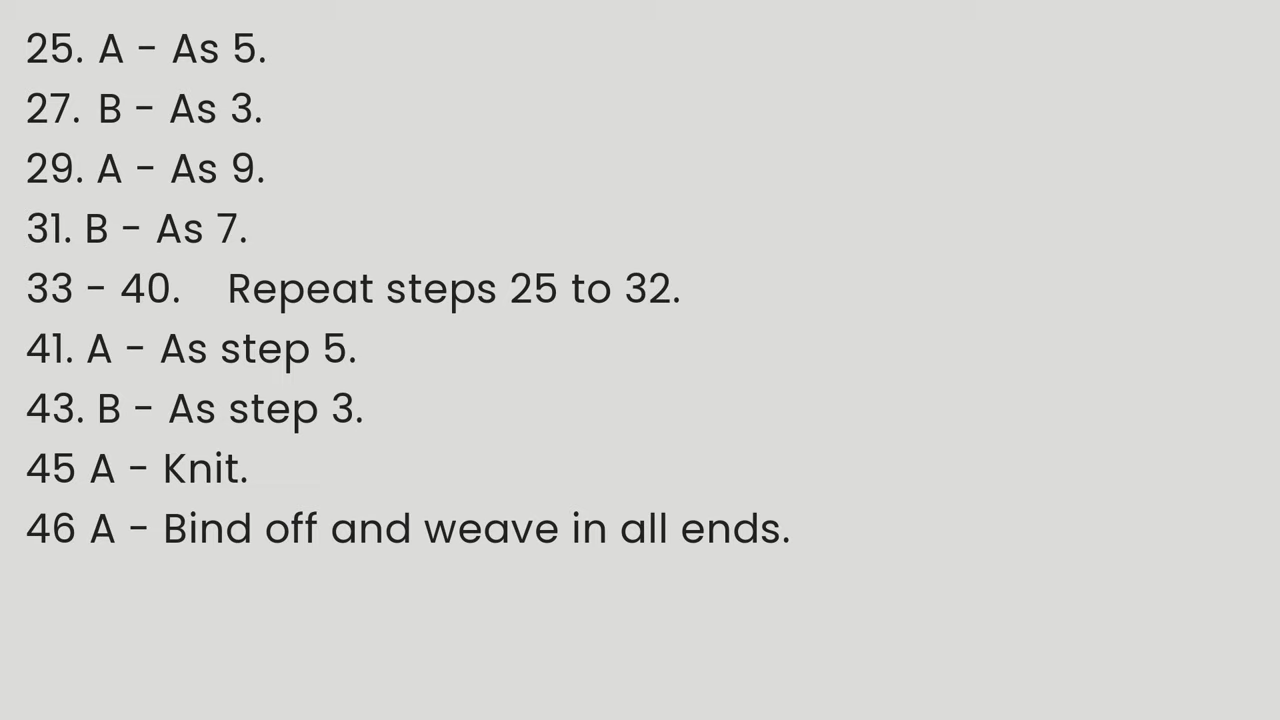 25. A - As 5.
27. B - As 3.
29. A - As 9.
31. B - As 7.
33 - 40. Repeat steps 25 to 32.
41. A - As step 5.
43. B - As step 3.
45 A - Knit.
46 A - Bind off and weave in all ends.